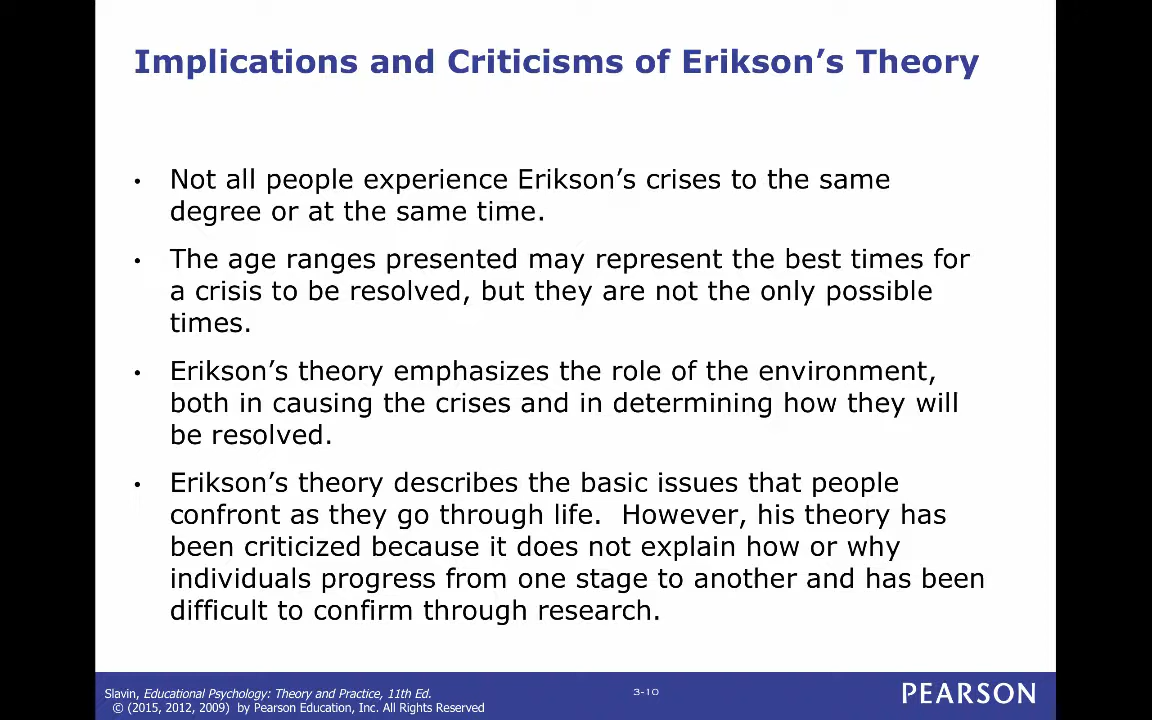 Implications and Criticisms of Erikson’s Theory
• Not all people experience Erikson’s crises to the same
degree or at the same time.
• The age ranges presented may represent the best times for
a crisis to be resolved, but they are not the only possible
times.
• Erikson’s theory emphasizes the role of the environment,
both in causing the crises and in determining how they will
be resolved.
• Erikson’s theory describes the basic issues that people
confront as they go through life.  However, his theory has
been criticized because it does not explain how or why
individuals progress from one stage to another and has been
difficult to confirm through research.
Slavin, Educational Psychology: Theory and Practice, 11th Ed.
© (2015, 2012, 2009)  by Pearson Education, Inc. All Rights Reserved
3-10
PEARSON